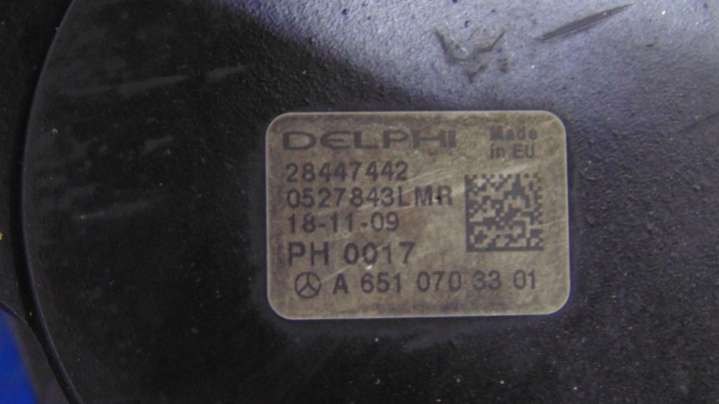 DELPHI Made
in EU
28447442
0527843LMR
18-11-09
PH 0017
A 651 070 33 01